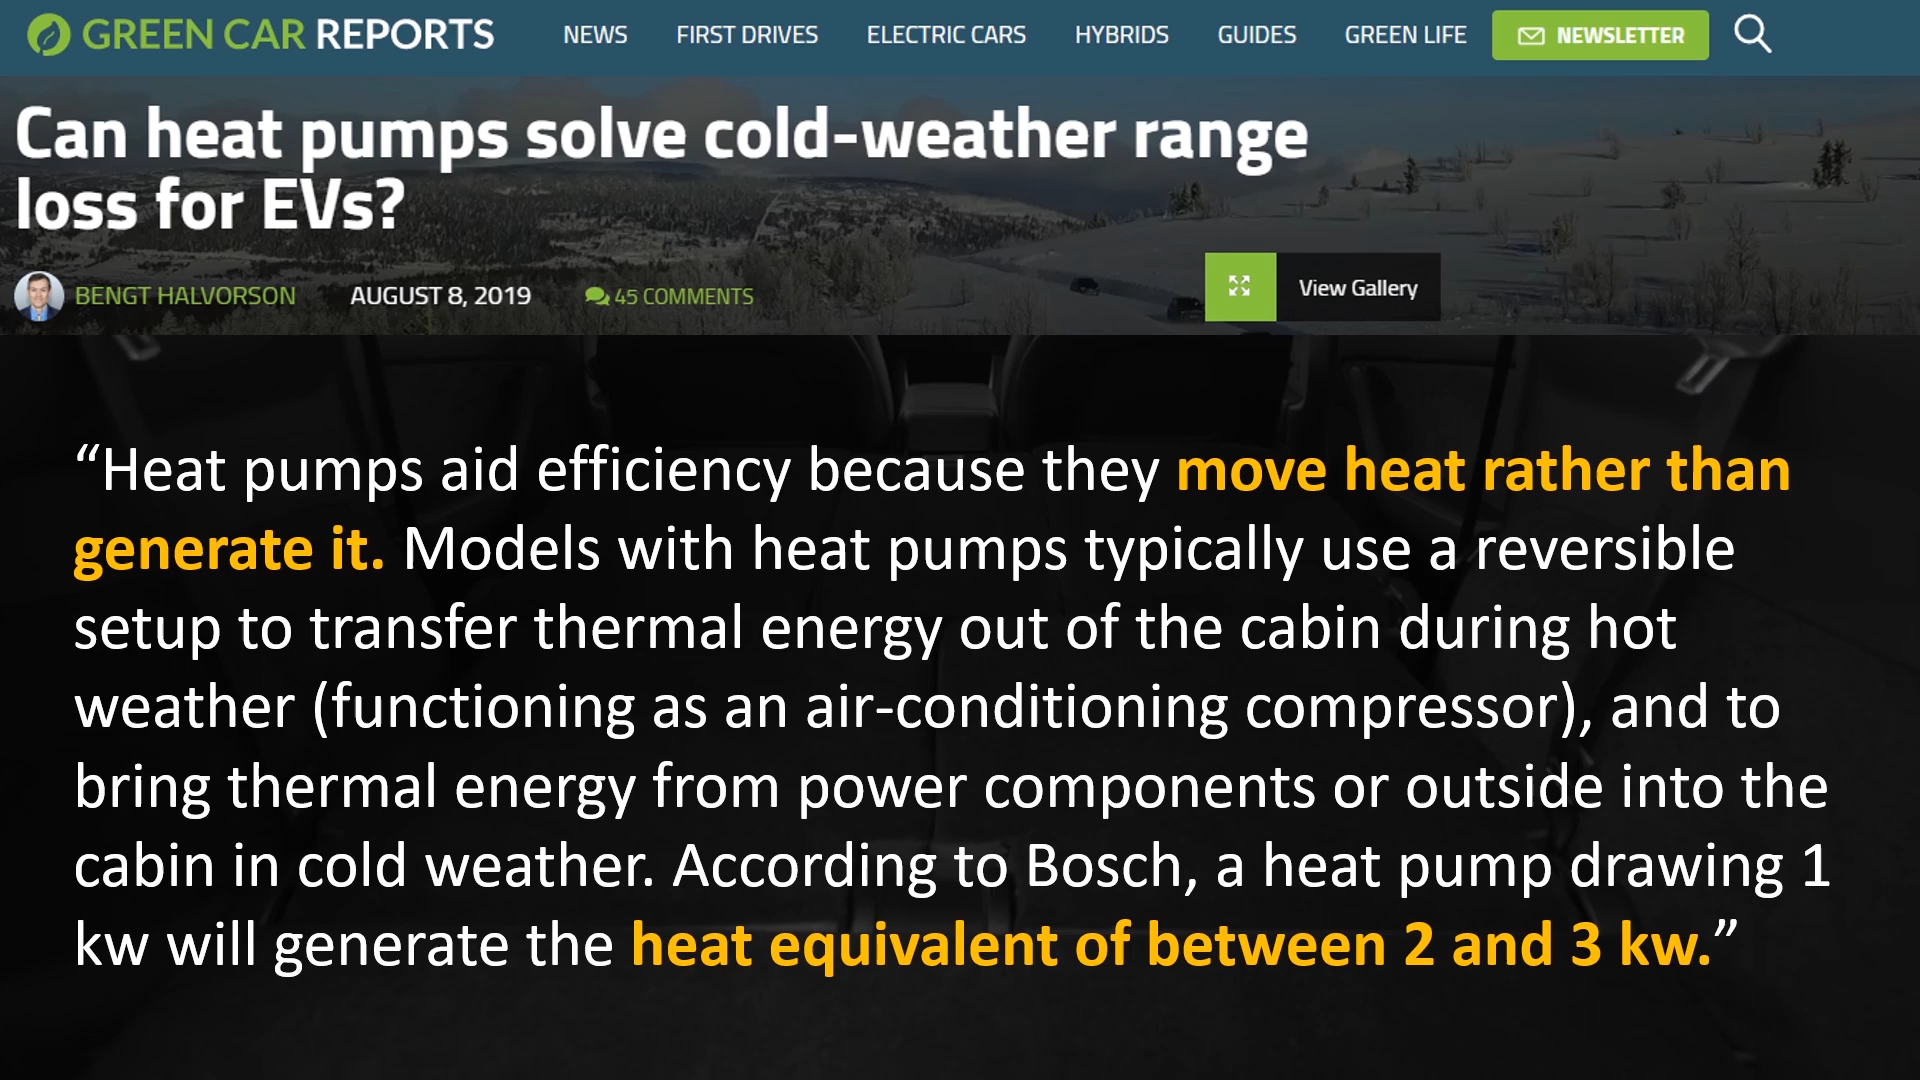 GREEN CAR REPORTS NEWS FIRST DRIVES ELECTRIC CARS HYBRIDS GUIDES GREEN LIFE NEWSLETTER
Can heat pumps solve cold-weather range
loss for EVs?
BENGT HALVORSON AUGUST 8, 2019 45 COMMENTS View Gallery
“Heat pumps aid efficiency because they move heat rather than
generate it. Models with heat pumps typically use a reversible
setup to transfer thermal energy out of the cabin during hot
weather (functioning as an air-conditioning compressor), and to
bring thermal energy from power components or outside into the
cabin in cold weather. According to Bosch, a heat pump drawing 1
kw will generate the heat equivalent of between 2 and 3 kw.”